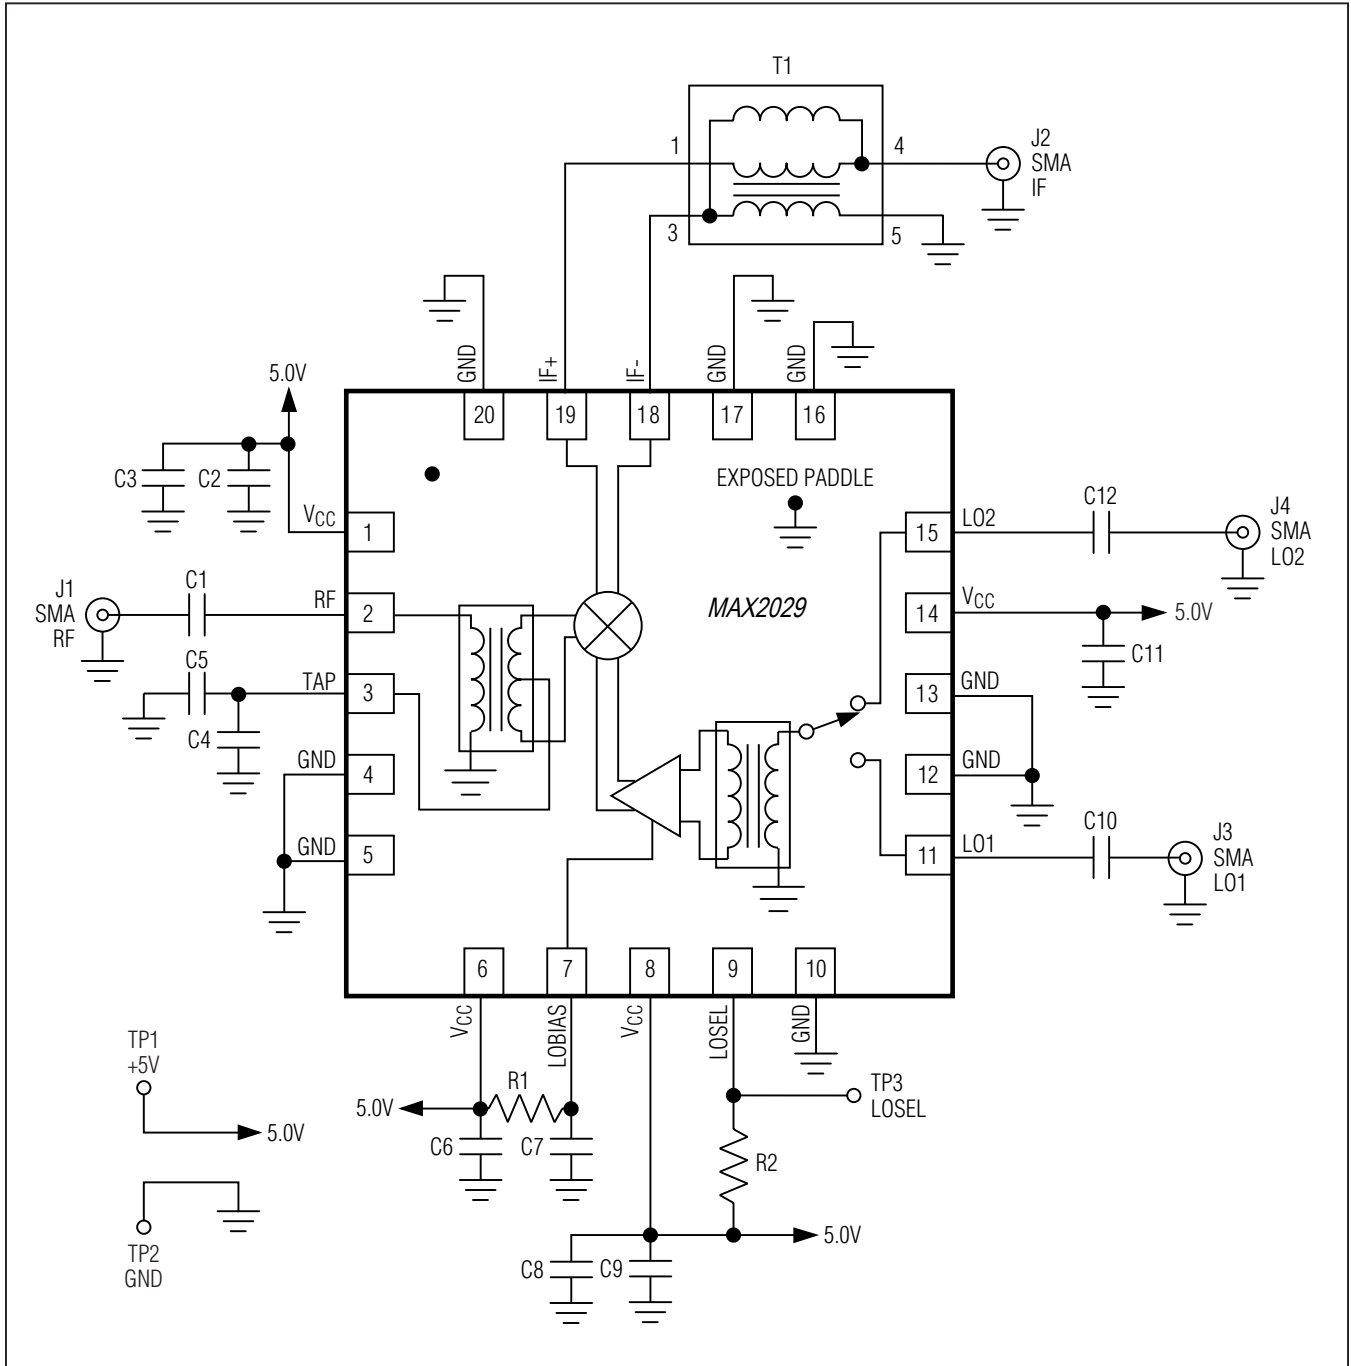 T1
1
4
3
5
J2
SMA
IF
GND
IF+
IF-
GND
GND
5.0V
20
19
18
17
16
C3
C2
EXPOSED PADDLE
VCC
1
15
LO2
C12
J4
SMA
LO2
J1
SMA
RF
C1
RF
2
MAX2029
14
VCC
5.0V
C11
C5
TAP
3
13
GND
C4
GND
4
12
GND
GND
5
11
LO1
C10
J3
SMA
LO1
6
7
8
9
10
VCC
LOBIAS
VCC
LOSEL
GND
TP1
+5V
5.0V
5.0V
R1
C6
C7
TP3
LOSEL
R2
5.0V
C8
C9
TP2
GND